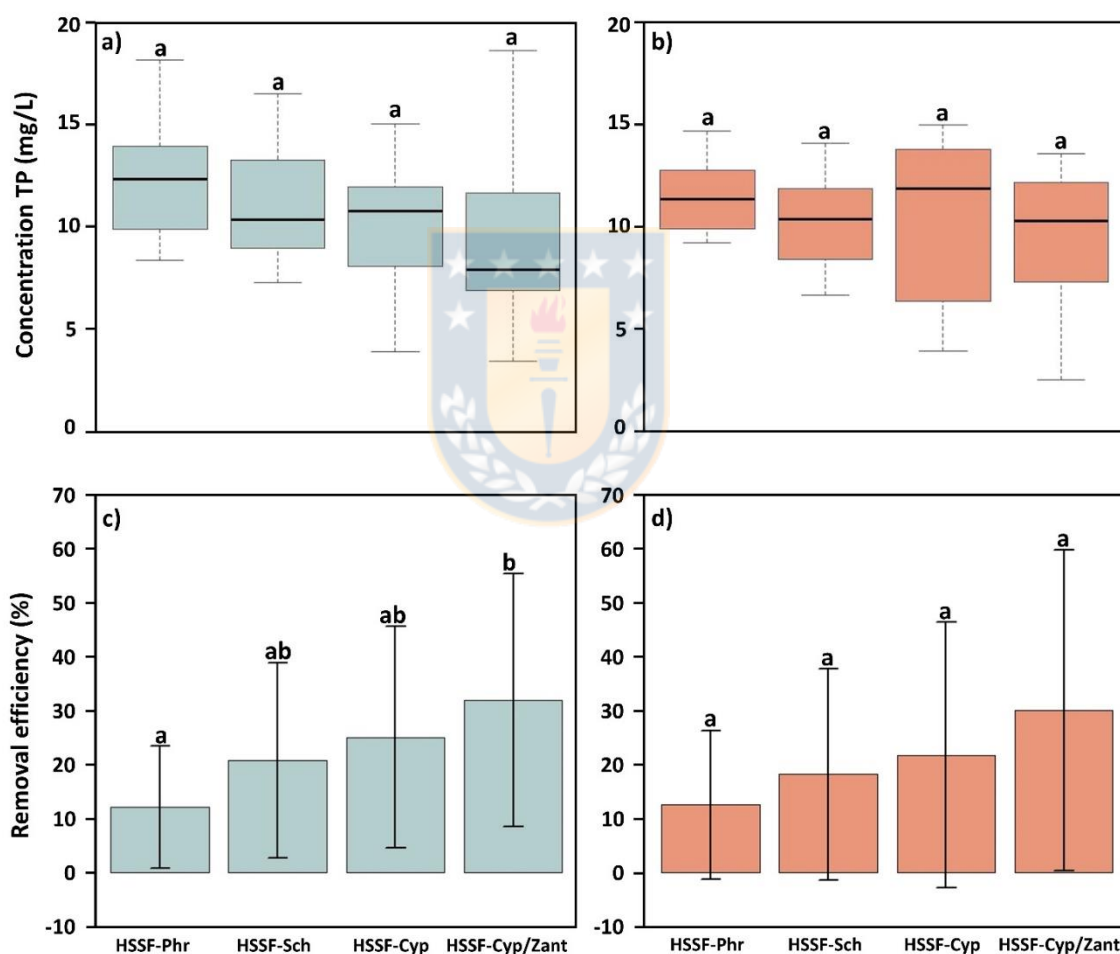 a)
20
15
10
5
0
Concentration TP (mg/L)
a
a
a
a
b)
20
15
10
5
0
a
a
a
a
c)
70
60
50
40
30
20
10
0
-10
Removal efficiency (%)
a
ab
ab
b
HSSF-Phr HSSF-Sch HSSF-Cyp HSSF-Cyp/Zant
d)
70
60
50
40
30
20
10
0
-10
a
a
a
a
HSSF-Phr HSSF-Sch HSSF-Cyp HSSF-Cyp/Zant